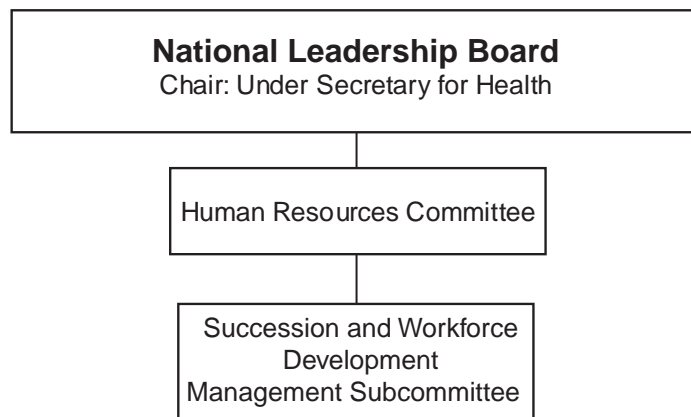 National Leadership Board
Chair: Under Secretary for Health
Human Resources Committee
Succession and Workforce
Development
Management Subcommittee